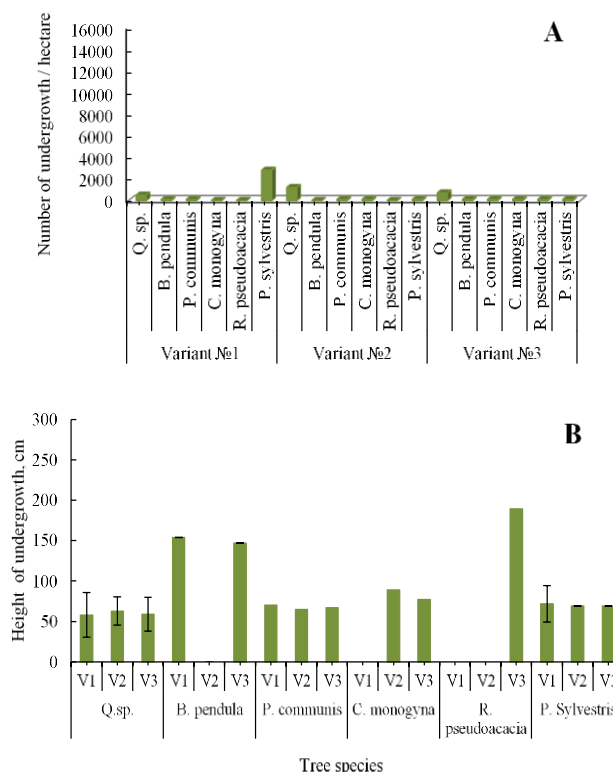 A
Number of undergrowth / hectare
16000
14000
12000
10000
8000
6000
4000
2000
0
Q. sp.
B. pendula
P. communis
C. monogyna
R. pseudoacacia
P. sylvestris
Q. sp.
B. pendula
P. communis
C. monogyna
R. pseudoacacia
P. sylvestris
Q. sp.
B. pendula
P. communis
C. monogyna
R. pseudoacacia
P. sylvestris
Variant №1
Variant №2
Variant №3
B
Height of undergrowth, cm
300
250
200
150
100
50
0
V1 V2 V3 V1 V2 V3 V1 V2 V3 V1 V2 V3 V1 V2 V3 V1 V2 V3
Q.sp.
B. pendula
P. communis
C. monogyna
R.
pseudoacacia
P. Sylvestris
Tree species